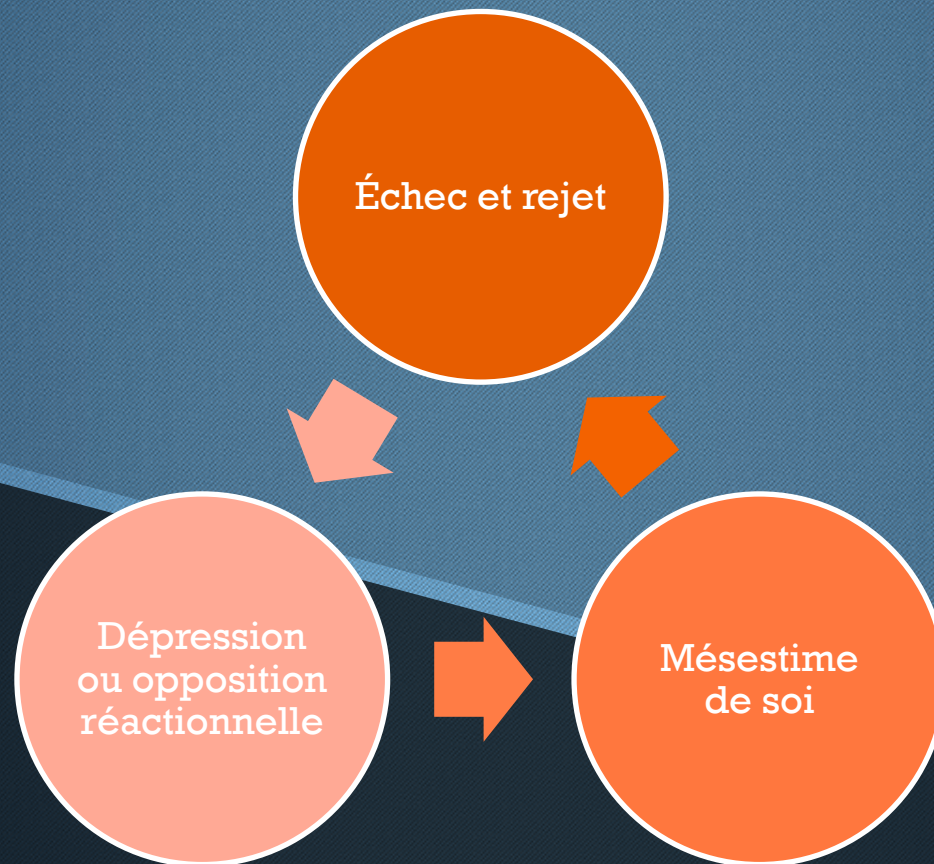 Échec et rejet
Dépression
ou opposition
réactionnelle
Mésestime
de soi